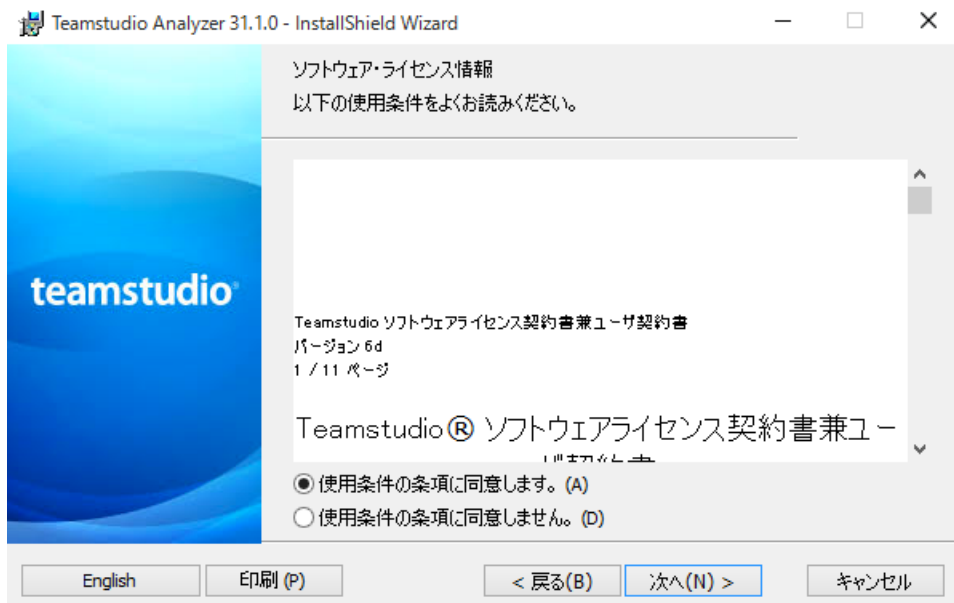 Teamstudio Analyzer 31.1.0 - InstallShield Wizard
ソフトウェア・ライセンス情報
以下の使用条件をよくお読みください。
teamstudio
Teamstudio ソフトウェアライセンス契約書兼ユーザ契約書
バージョン 6d
1 / 11 ページ
Teamstudio® ソフトウェアライセンス契約書兼ユー
ザ契約書
使用条件の条項に同意します。(A)
使用条件の条項に同意しません。(D)
English
印刷 (P)
< 戻る(B)
次へ(N) >
キャンセル